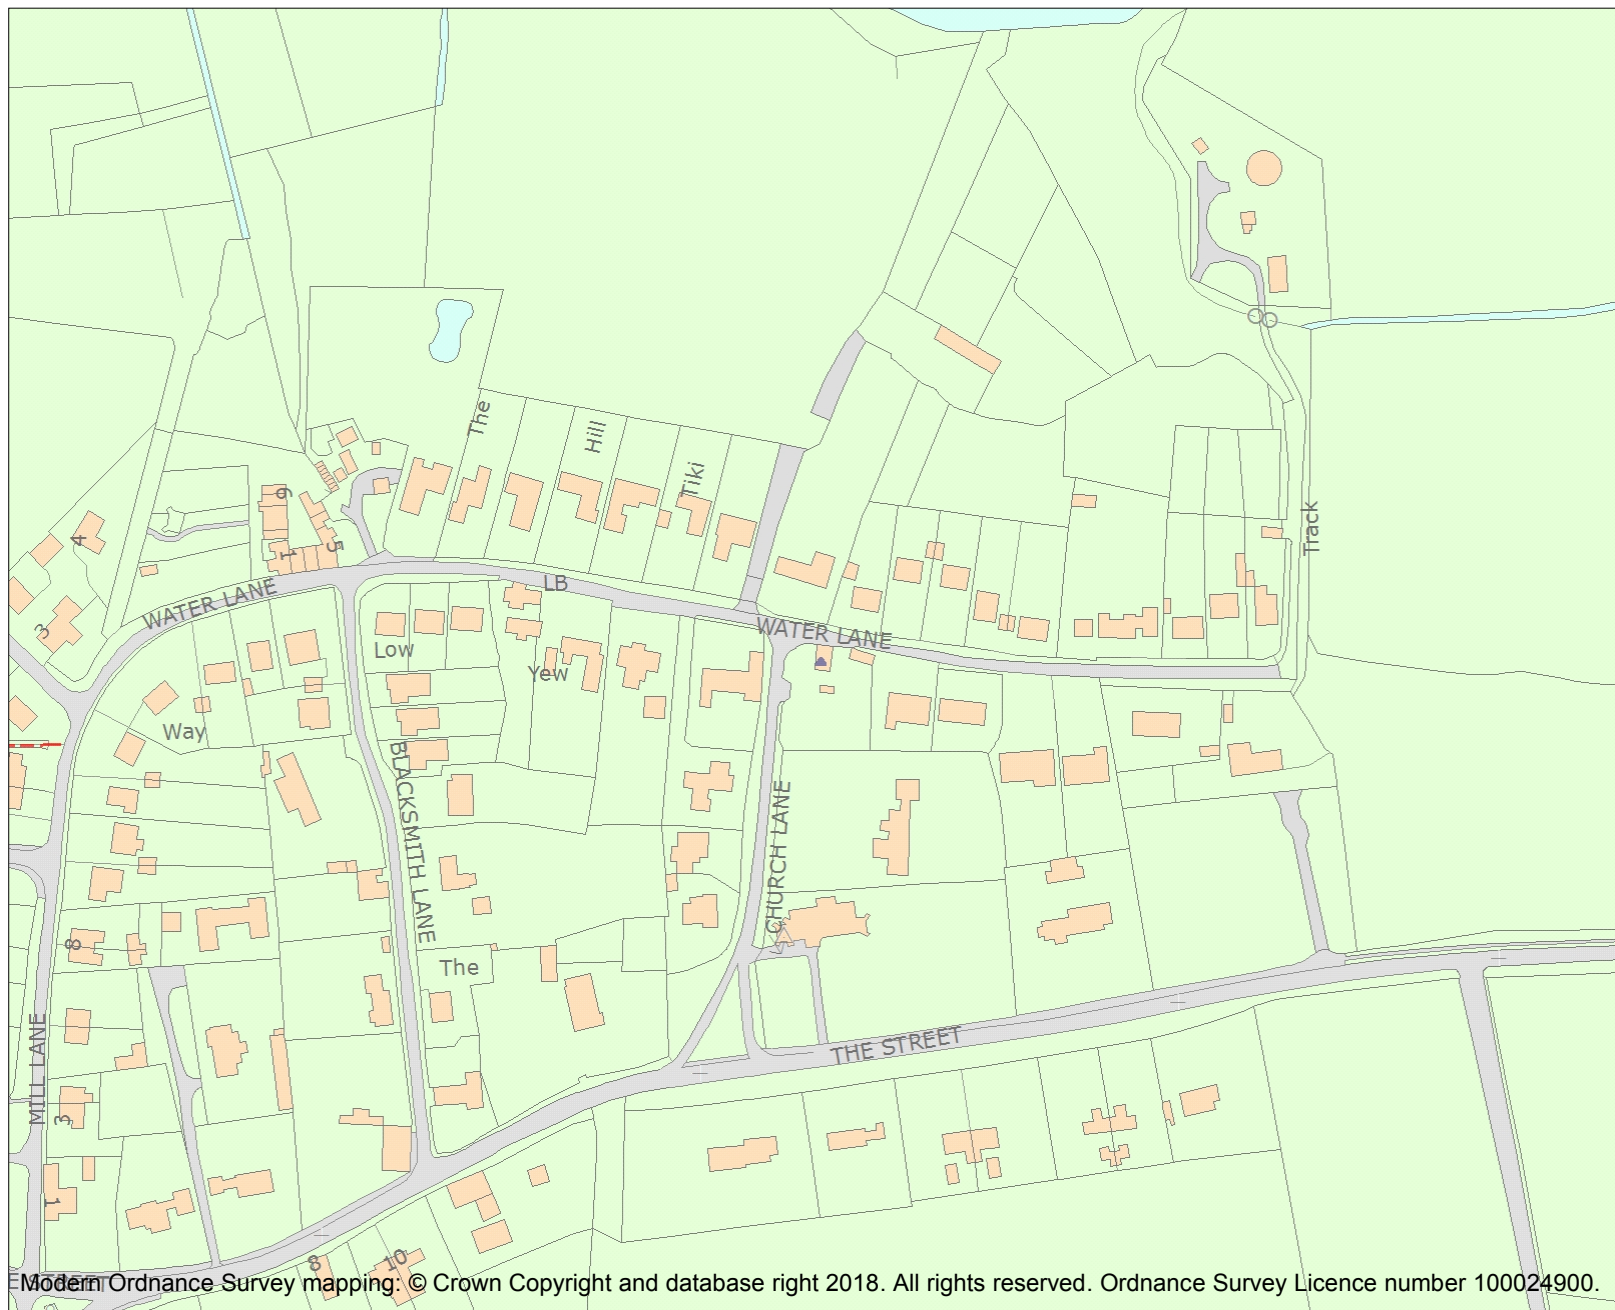 The
Hill
Tiki
9
5
1
4
3
Track
WATER LANE
LB
WATER LANE
Low
Yew
Way
BLACKSMITH LANE
CHURCH LANE
8
The
MILL LANE
THE STREET
3
1
8
10
E STREET
Modern Ordnance Survey mapping: © Crown Copyright and database right 2018. All rights reserved. Ordnance Survey Licence number 100024900.